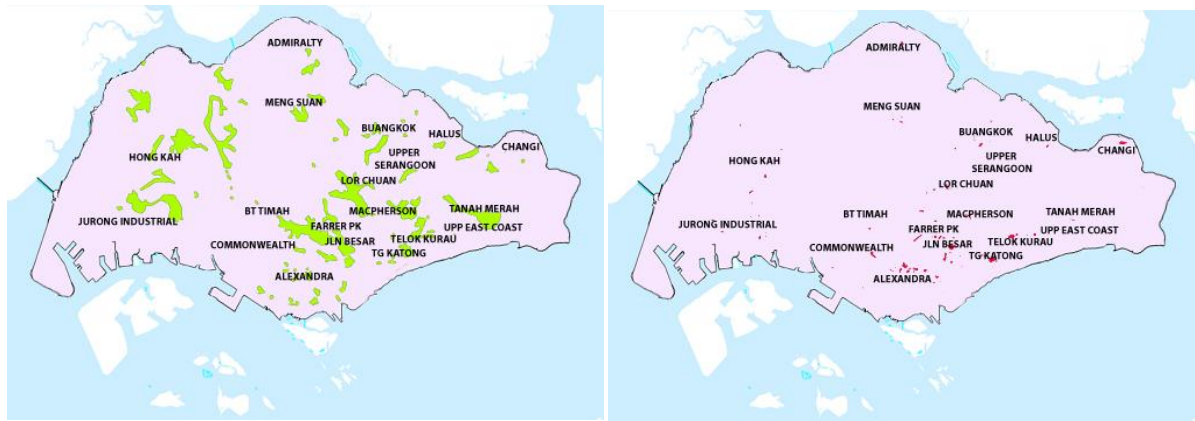 ADMIRALTY
MENG SUAN
BUANGKOK
HALUS
CHANGI
HONG KAH
UPPER
SERANGOON
LOR CHUAN
BT TIMAH
MACPHERSON
TANAH MERAH
JURONG INDUSTRIAL
FARRER PK
UPP EAST COAST
COMMONWEALTH
JLN BESAR
TELOK KURAU
TG KATONG
ALEXANDRA
ADMIRALTY
MENG SUAN
BUANGKOK
HALUS
CHANGI
HONG KAH
UPPER
SERANGOON
LOR CHUAN
BT TIMAH
MACPHERSON
TANAH MERAH
JURONG INDUSTRIAL
FARRER PK
UPP EAST COAST
COMMONWEALTH
JLN BESAR
TELOK KURAU
TG KATONG
ALEXANDRA